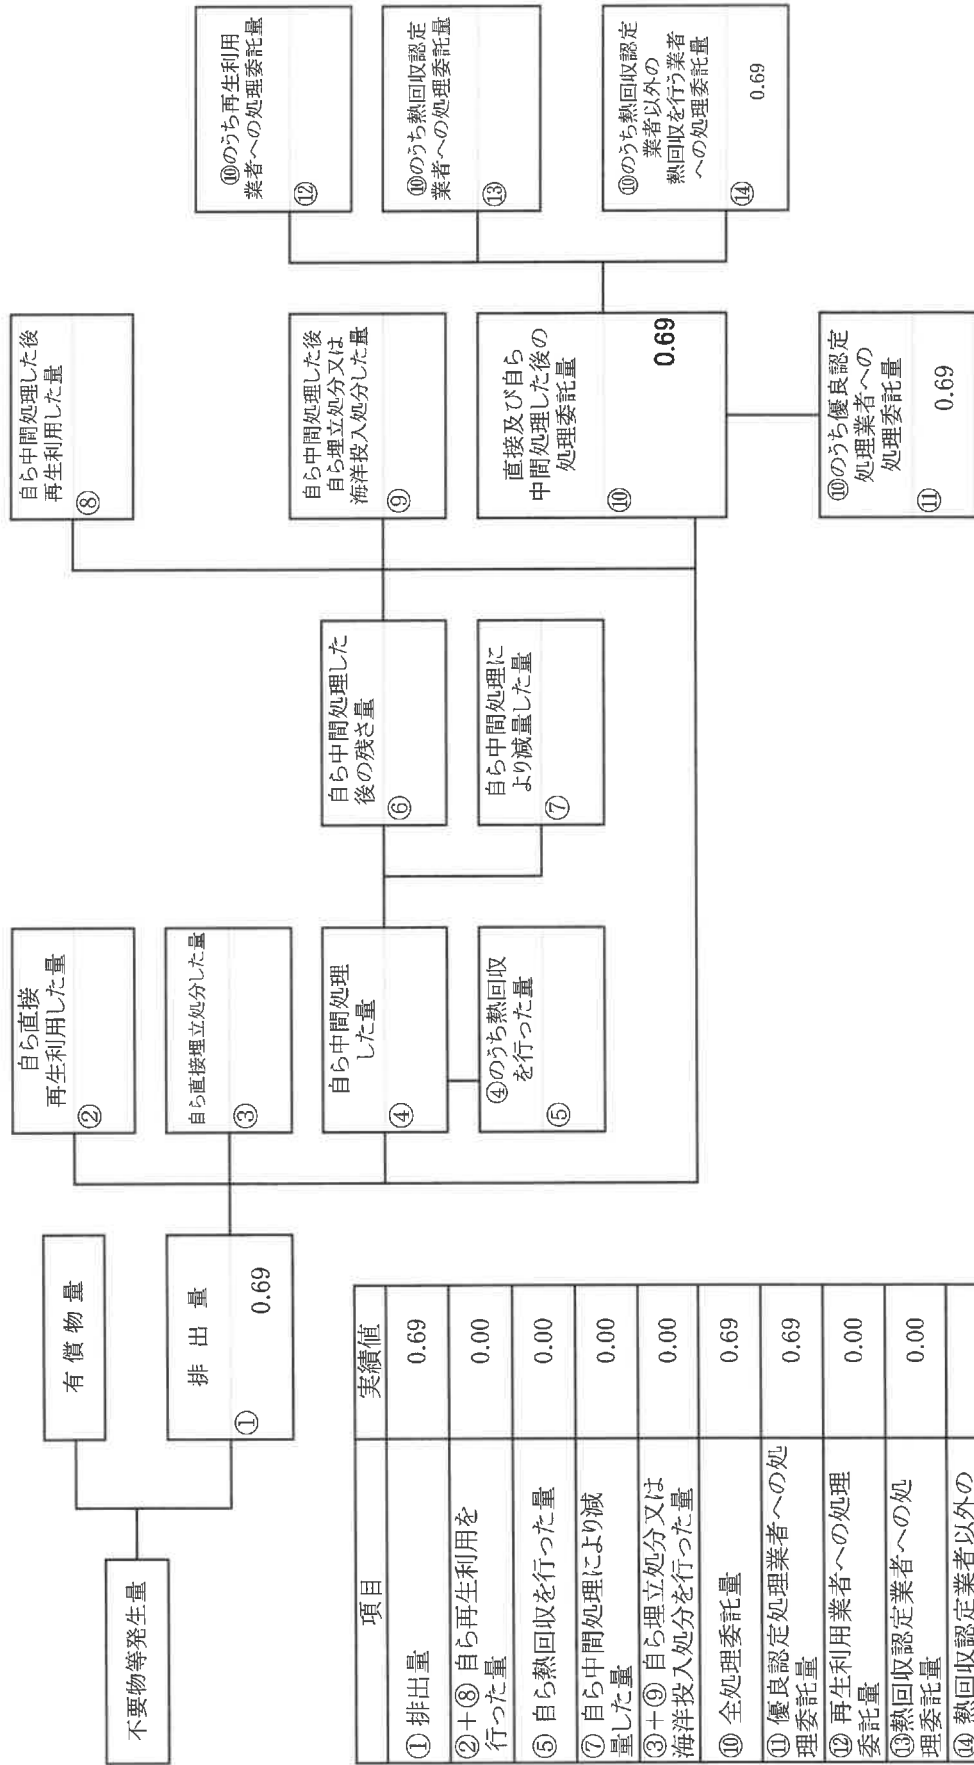 不要物等発生量
有 償 物 量
排 出 量
①
0.69
自ら直接
再生利用した量
②
自ら直接埋立処分した量
③
自ら中間処理
した量
④
④のうち熱回収
を行った量
⑤
自ら中間処理した
後の残さ量
⑥
自ら中間処理に
より減量した量
⑦
自ら中間処理した後
再生利用した量
⑧
自ら中間処理した後
自ら埋立処分又は
海洋投入処分した量
⑨
直接及び自ら
中間処理した後の
処理委託量
⑩
0.69
⑩のうち優良認定
処理業者への
処理委託量
⑪
0.69
⑩のうち再生利用
業者への処理委託量
⑫
⑩のうち熱回収認定
業者への処理委託量
⑬
⑩のうち熱回収認定
業者以外の
熱回収を行う業者
への処理委託量
⑭
0.69
項目 実績値
① 排出量 0.69
②+⑧ 自ら再生利用を
行った量 0.00
⑤ 自ら熱回収を行った量 0.00
⑦ 自ら中間処理により減
量した量 0.00
③+⑨ 自ら埋立処分又は
海洋投入処分を行った量 0.00
⑩ 全処理委託量 0.69
⑪ 優良認定処理業者への処
理委託量 0.69
⑫ 再生利用業者への処理
委託量 0.00
⑬熱回収認定業者への処
理委託量 0.00
⑭ 熱回収認定業者以外の